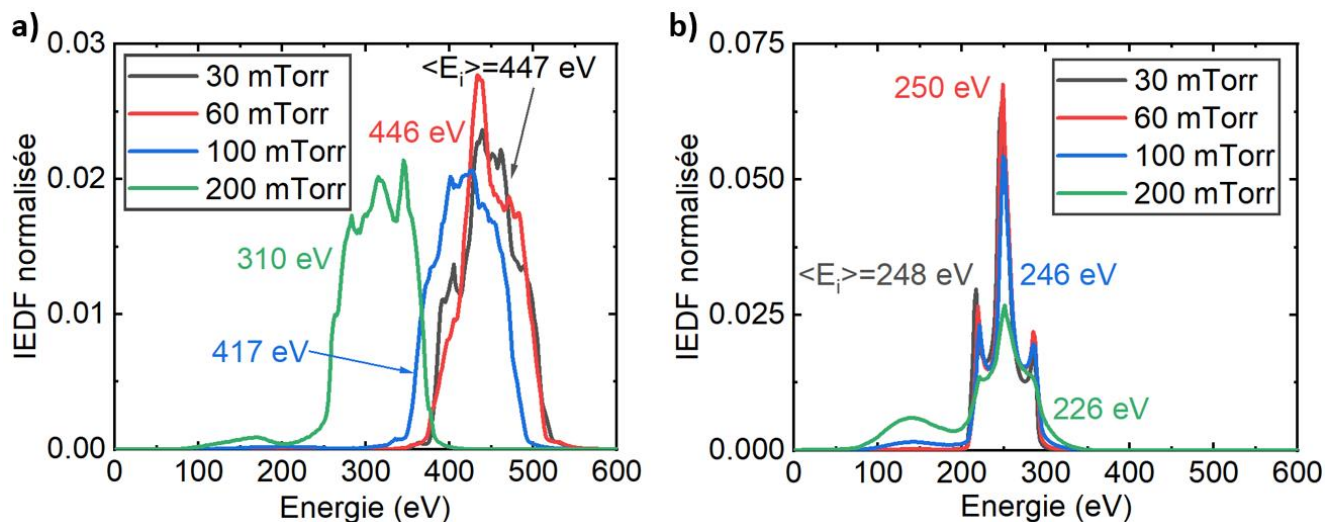 a)
IEDF normalisée
0.03
0.02
0.01
0.00
30 mTorr
60 mTorr
100 mTorr
200 mTorr
<E_i>=447 eV
446 eV
310 eV
417 eV
0 100 200 300 400 500 600
Energie (eV)
b)
IEDF normalisée
0.075
0.050
0.025
0.000
30 mTorr
60 mTorr
100 mTorr
200 mTorr
250 eV
<E_i>=248 eV
246 eV
226 eV
0 100 200 300 400 500 600
Energie (eV)